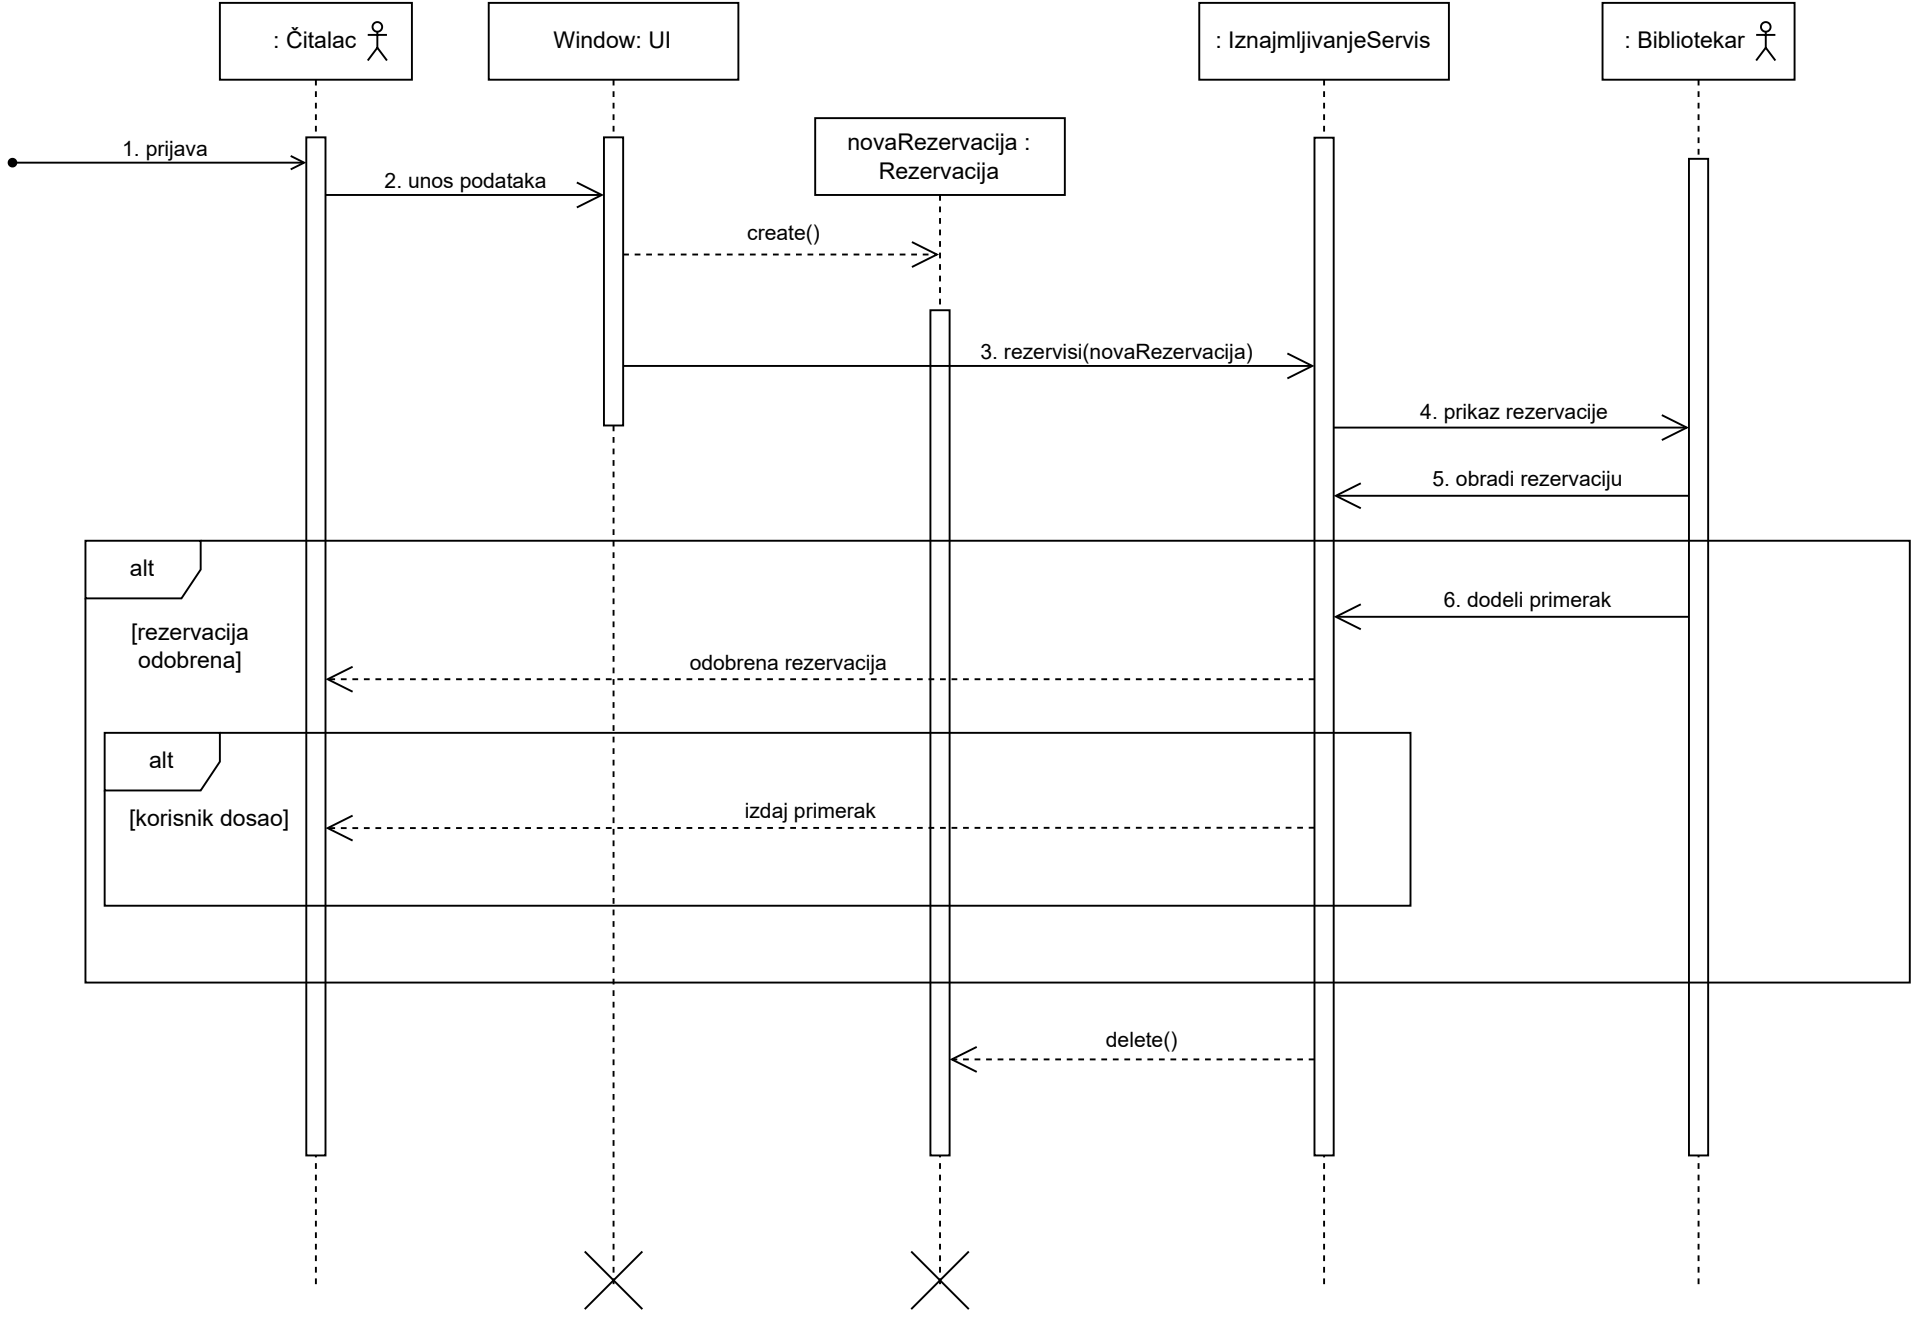 : Čitalac
Window: UI
: IznajmljivanjeServis
: Bibliotekar
novaRezervacija :
Rezervacija
1. prijava
2. unos podataka
create()
3. rezervisi(novaRezervacija)
4. prikaz rezervacije
5. obradi rezervaciju
alt
6. dodeli primerak
[rezervacija
odobrena]
odobrena rezervacija
alt
izdaj primerak
[korisnik dosao]
delete()